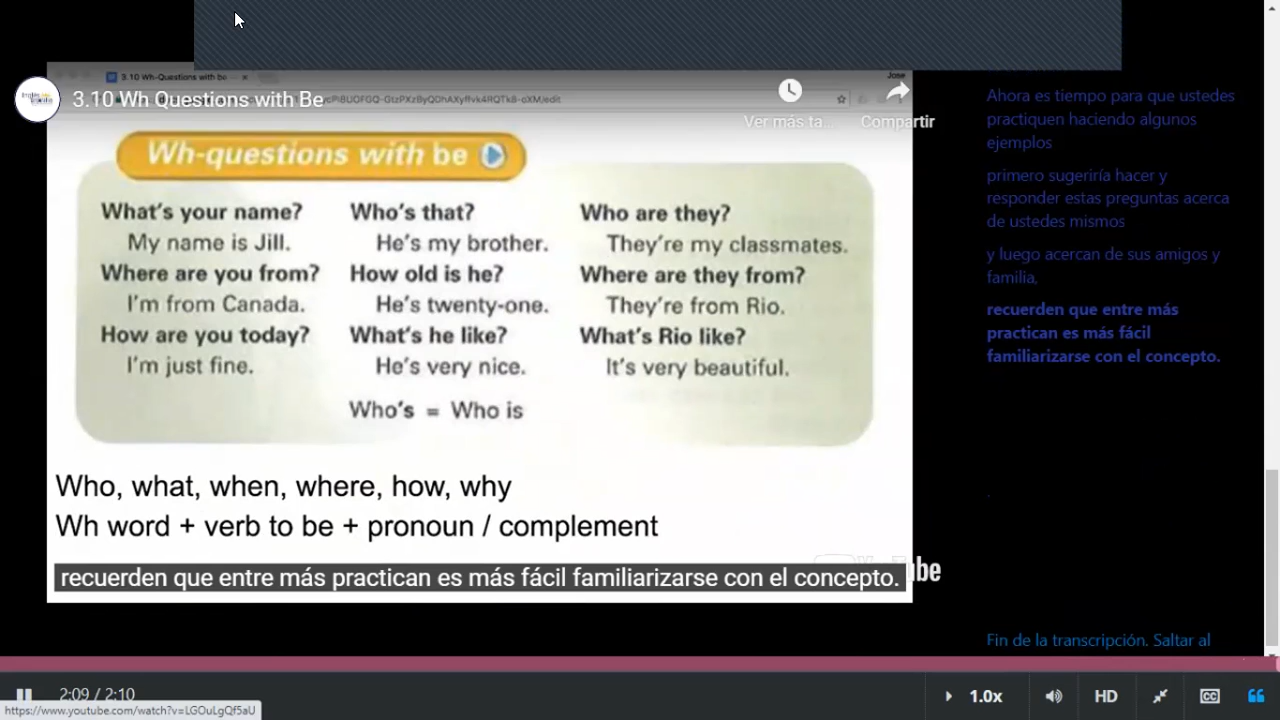 3.10 Wh-Questions with be
Jose
3.10 Wh Questions with Be
Ver más ta...
Compartir
Wh-questions with be
What's your name?
My name is Jill.
Where are you from?
I'm from Canada.
How are you today?
I'm just fine.
Who's that?
He's my brother.
How old is he?
He's twenty-one.
What's he like?
He's very nice.
Who's = Who is
Who are they?
They're my classmates.
Where are they from?
They're from Rio.
What's Rio like?
It's very beautiful.
Who, what, when, where, how, why
Wh word + verb to be + pronoun / complement
recuerden que entre más practican es más fácil familiarizarse con el concepto.
Ahora es tiempo para que ustedes
practiquen haciendo algunos
ejemplos
primero sugeriría hacer y
responder estas preguntas acerca
de ustedes mismos
y luego acercan de sus amigos y
familia,
recuerden que entre más
practican es más fácil
familiarizarse con el concepto.
Fin de la transcripción. Saltar al
2:09 / 2:10
1.0x
HD
CC
https://www.youtube.com/watch?v=LGOuLgQf5aU